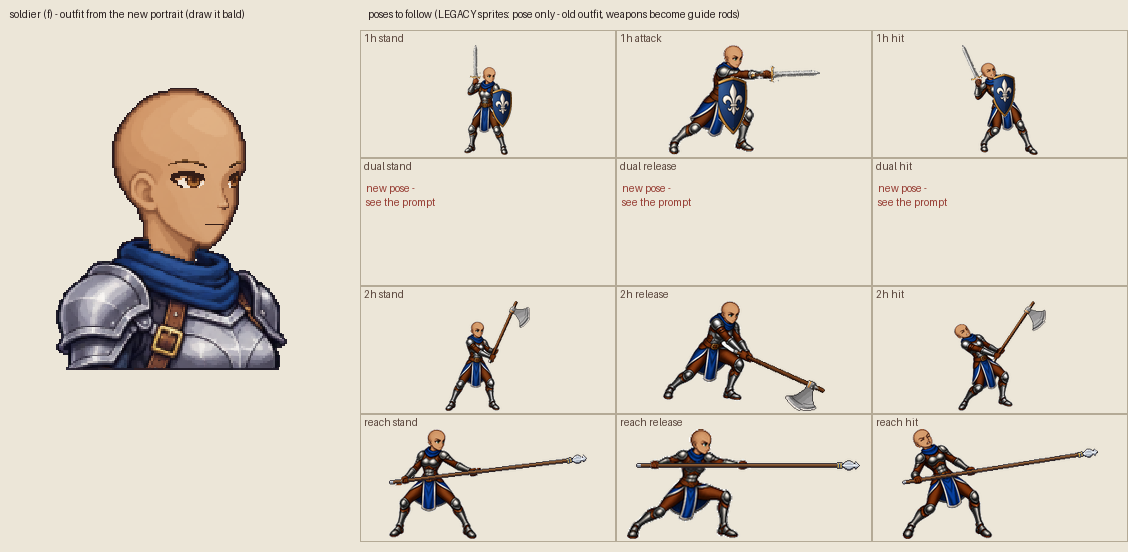 soldier (f) - outfit from the new portrait (draw it bald)
poses to follow (LEGACY sprites: pose only - old outfit, weapons become guide rods)
1h stand
1h attack
1h hit
dual stand
new pose -
see the prompt
dual release
new pose -
see the prompt
dual hit
new pose -
see the prompt
2h stand
2h release
2h hit
reach stand
reach release
reach hit